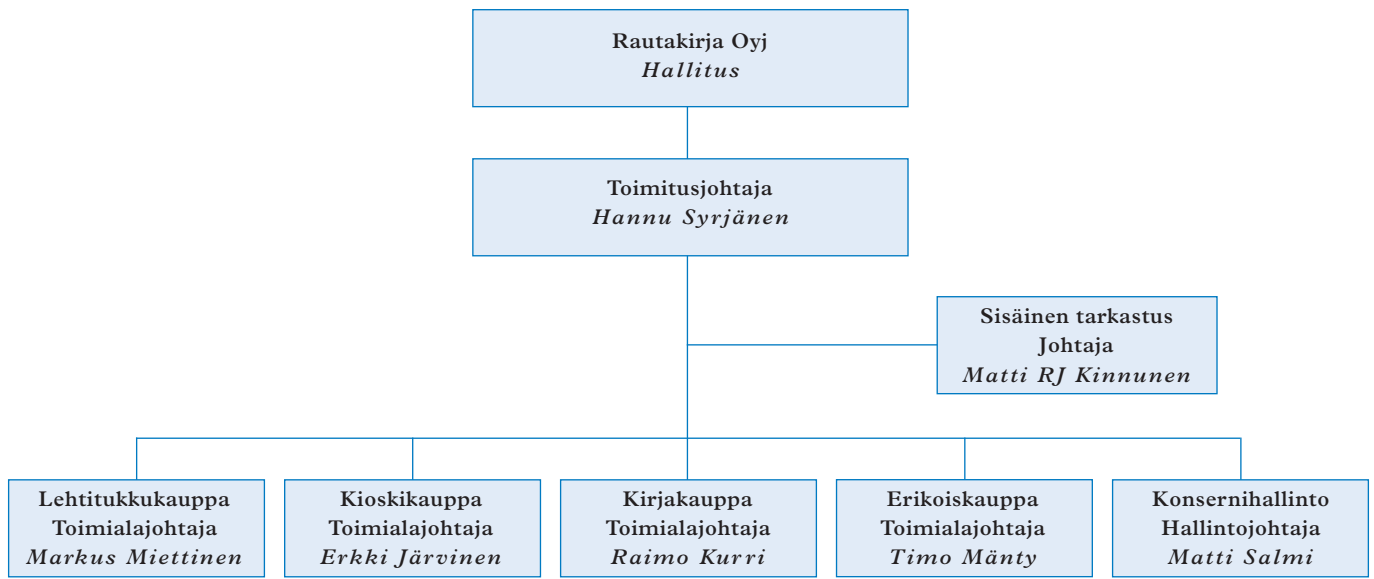 Rautakirja Oyj
Hallitus
Toimitusjohtaja
Hannu Syrjänen
Sisäinen tarkastus
Johtaja
Matti RJ Kinnunen
Lehtitukkukauppa
Toimialajohtaja
Markus Miettinen
Kioskikauppa
Toimialajohtaja
Erkki Järvinen
Kirjakauppa
Toimialajohtaja
Raimo Kurri
Erikoiskauppa
Toimialajohtaja
Timo Mänty
Konsernihallinto
Hallintojohtaja
Matti Salmi